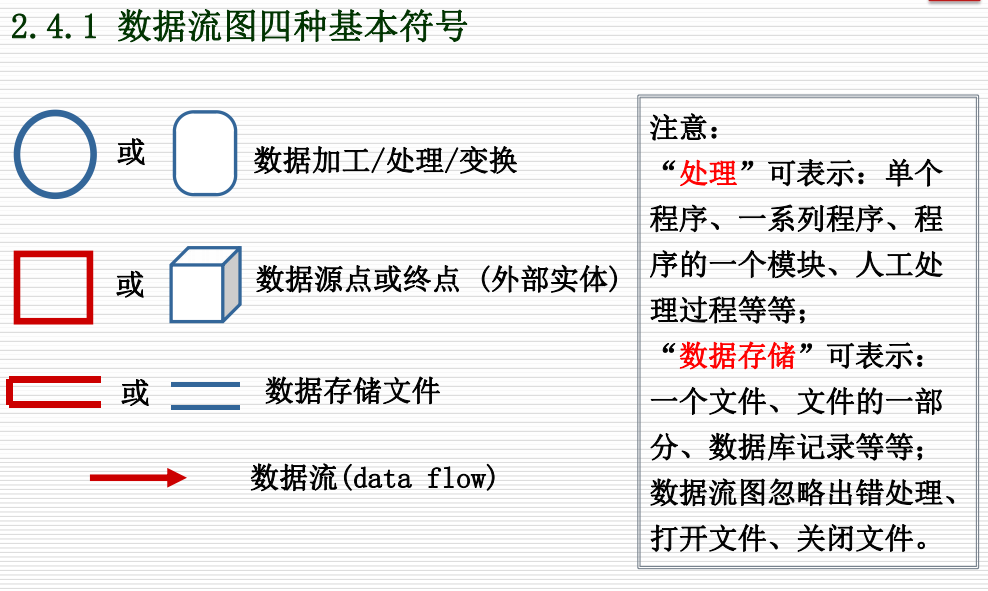 2.4.1 数据流图四种基本符号
或
数据加工/处理/变换
或
数据源点或终点 (外部实体)
或
数据存储文件
数据流(data flow)
注意:
“处理”可表示: 单个
程序、一系列程序、程
序的一个模块、人工处
理过程等等;
“数据存储”可表示:
一个文件、文件的一部
分、数据库记录等等;
数据流图忽略出错处理、
打开文件、关闭文件。